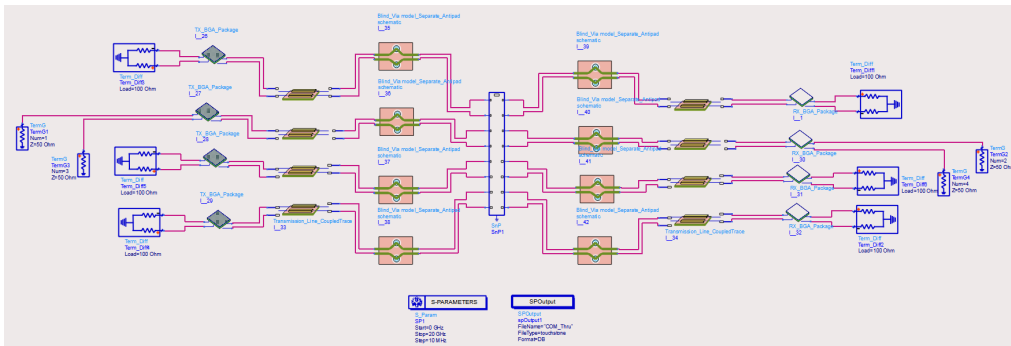 TX_BGA_Package
I__26
Term_Diff
Term_Diff3
Load=100 Ohm
TX_BGA_Package
I__27
TermG
TermG1
Num=1
Z=50 Ohm
TermG
TermG3
Num=3
Z=50 Ohm
TX_BGA_Package
I__28
Term_Diff
Term_Diff5
Load=100 Ohm
TX_BGA_Package
I__29
Term_Diff
Term_Diff4
Load=100 Ohm
Transmission_Line_CoupledTrace
I__33
Blind_Via model_Separate_Antipad
schematic
I__35
Blind_Via model_Separate_Antipad
schematic
I__36
Blind_Via model_Separate_Antipad
schematic
I__37
Blind_Via model_Separate_Antipad
schematic
I__38
SnP
SnP1
Blind_Via model_Separate_Antipad
schematic
I__39
Blind_Via model_Separate_Antipad
schematic
I__40
Blind_Via model_Separate_Antipad
schematic
I__41
Blind_Via model_Separate_Antipad
schematic
I__42
Transmission_Line_CoupledTrace
I__34
Term_Diff
Term_Diff1
Load=100 Ohm
RX_BGA_Package
RX_BGA_Package
I__30
TermG
TermG2
Num=2
Z=50 Ohm
TermG
TermG4
Num=4
Z=50 Ohm
RX_BGA_Package
I__31
Term_Diff
Load=100 Ohm
RX_BGA_Package
I__32
Term_Diff
Term_Diff2
Load=100 Ohm
S-PARAMETERS
S_Param
SP1
Start=0 GHz
Stop=20 GHz
Step=10 MHz
SPOutput
SPOutput
spOutput1
FileName="COM_Thru"
FileType=touchstone
Format=DB